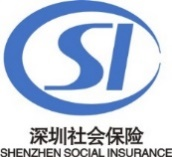 SI
深圳社会保险
SHENZHEN SOCIAL INSURANCE